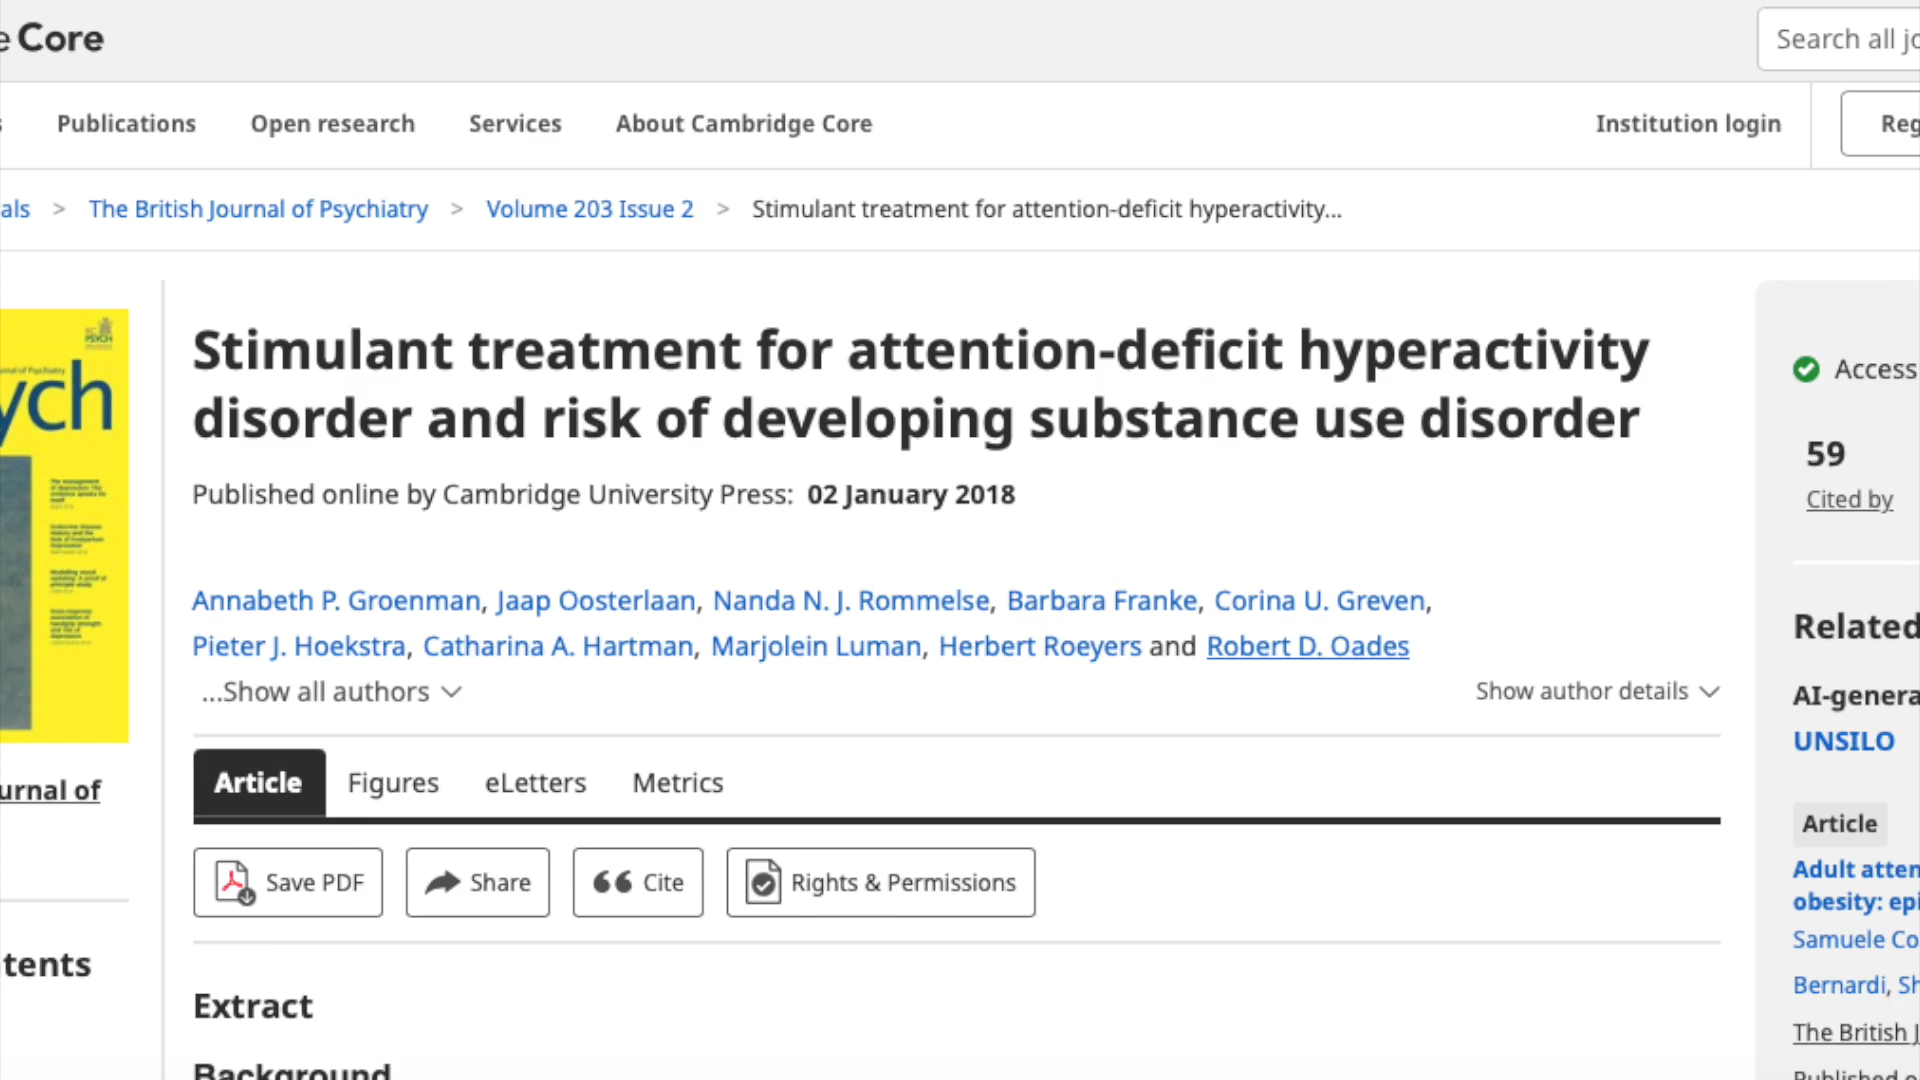 Core
Search all
Publications
Open research
Services
About Cambridge Core
Institution login
Reg
als > The British Journal of Psychiatry > Volume 203 Issue 2 > Stimulant treatment for attention-deficit hyperactivity...
ych
PSYCH
Stimulant treatment for attention-deficit hyperactivity
disorder and risk of developing substance use disorder
Published online by Cambridge University Press: 02 January 2018
Annabeth P. Groenman, Jaap Oosterlaan, Nanda N. J. Rommelse, Barbara Franke, Corina U. Greven,
Pieter J. Hoekstra, Catharina A. Hartman, Marjolein Luman, Herbert Roeyers and Robert D. Oades
...Show all authors
Show author details
urnal of
tents
Article
Figures
eLetters
Metrics
Save PDF
Share
Cite
Rights & Permissions
Extract
Background
Access
59
Cited by
Related
AI-genera
UNSILO
Article
Adult atten
obesity: epi
Samuele Co
Bernardi, Sh
The British J
Published o